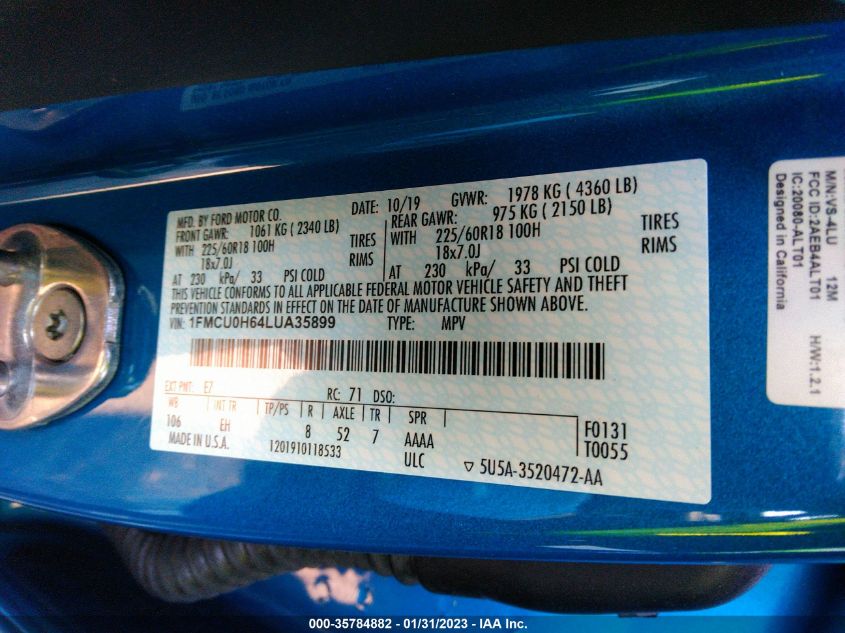 MFD. BY FORD MOTOR CO.
DATE: 10/19 GVWR: 1978 KG ( 4360 LB)
FRONT GAWR: 1061 KG ( 2340 LB)
REAR GAWR: 975 KG ( 2150 LB)
WITH 225/60R18 100H TIRES
WITH 225/60R18 100H TIRES
18x7.0J RIMS
18x7.0J RIMS
AT 230 kPa/ 33 PSI COLD
AT 230 kPa/ 33 PSI COLD
THIS VEHICLE CONFORMS TO ALL APPLICABLE FEDERAL MOTOR VEHICLE SAFETY AND THEFT
PREVENTION STANDARDS IN EFFECT ON THE DATE OF MANUFACTURE SHOWN ABOVE.
VIN: 1FMCU0H64LUA35899 TYPE: MPV
EXT PNT: E7 RC: 71 DSO:
WB INT TR TP/PS R AXLE TR SPR
106 EH 8 52 7 AAAA F0131
MADE IN U.S.A. 1201910118533 ULC T0055
▽ 5U5A-3520472-AA
M/N:VS-4LU 12M
FCC ID:2AEB4ALT01
IC:20080-ALT01 H/W:1.2.1
Designed in California
000-35784882 - 01/31/2023 - IAA Inc.